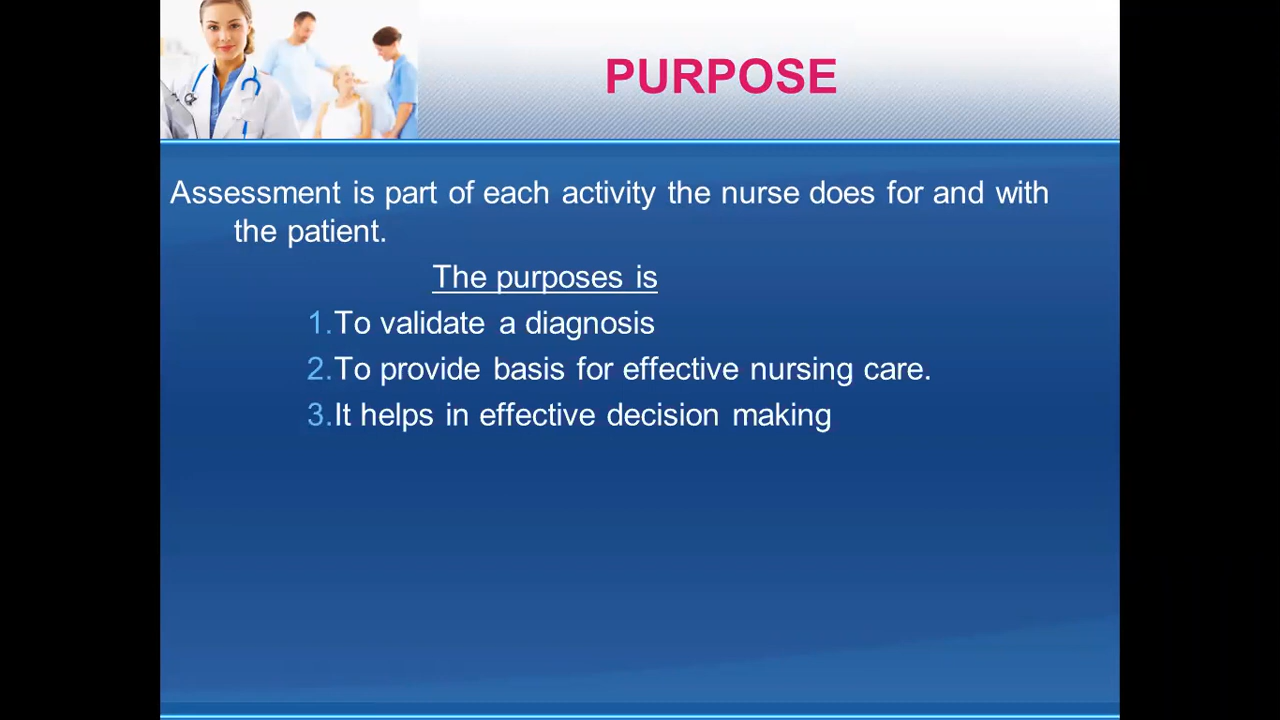 PURPOSE
Assessment is part of each activity the nurse does for and with
the patient.
The purposes is
1.To validate a diagnosis
2.To provide basis for effective nursing care.
3.It helps in effective decision making